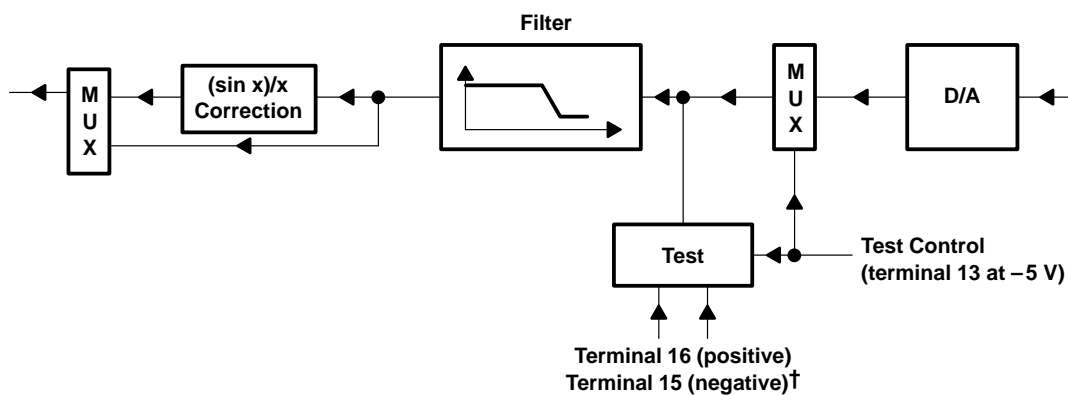 Filter
M
U
X
(sin x)/x
Correction
M
U
X
D/A
Test
Test Control
(terminal 13 at –5 V)
Terminal 16 (positive)
Terminal 15 (negative)†